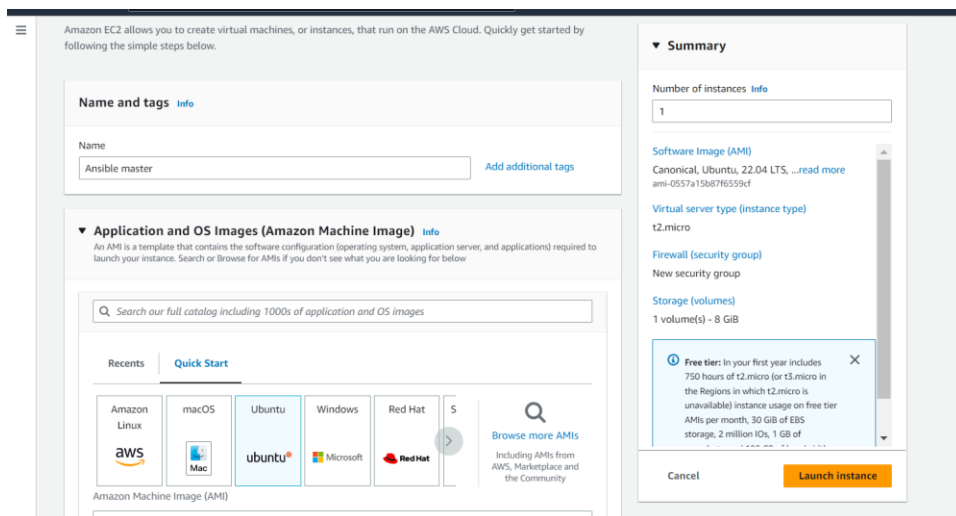 Amazon EC2 allows you to create virtual machines, or instances, that run on the AWS Cloud. Quickly get started by
following the simple steps below.
Name and tags Info
Name
Ansible master
Add additional tags
Application and OS Images (Amazon Machine Image) Info
An AMI is a template that contains the software configuration (operating system, application server, and applications) required to
launch your instance. Search or Browse for AMIs if you don't see what you are looking for below
Search our full catalog including 1000s of application and OS images
Recents
Quick Start
Amazon
Linux
aws
macOS
Mac
Ubuntu
ubuntu
Windows
Microsoft
Red Hat
Red Hat
S
Browse more AMIs
Including AMIs from
AWS, Marketplace and
the Community
Amazon Machine Image (AMI)
Summary
Number of instances Info
1
Software Image (AMI)
Canonical, Ubuntu, 22.04 LTS, ...read more
ami-0557a15b87f6559cf
Virtual server type (instance type)
t2.micro
Firewall (security group)
New security group
Storage (volumes)
1 volume(s) - 8 GiB
Free tier: In your first year includes
750 hours of t2.micro (or t3.micro in
the Regions in which t2.micro is
unavailable) instance usage on free tier
AMIs per month, 30 GiB of EBS
storage, 2 million IOs, 1 GB of
Cancel
Launch instance